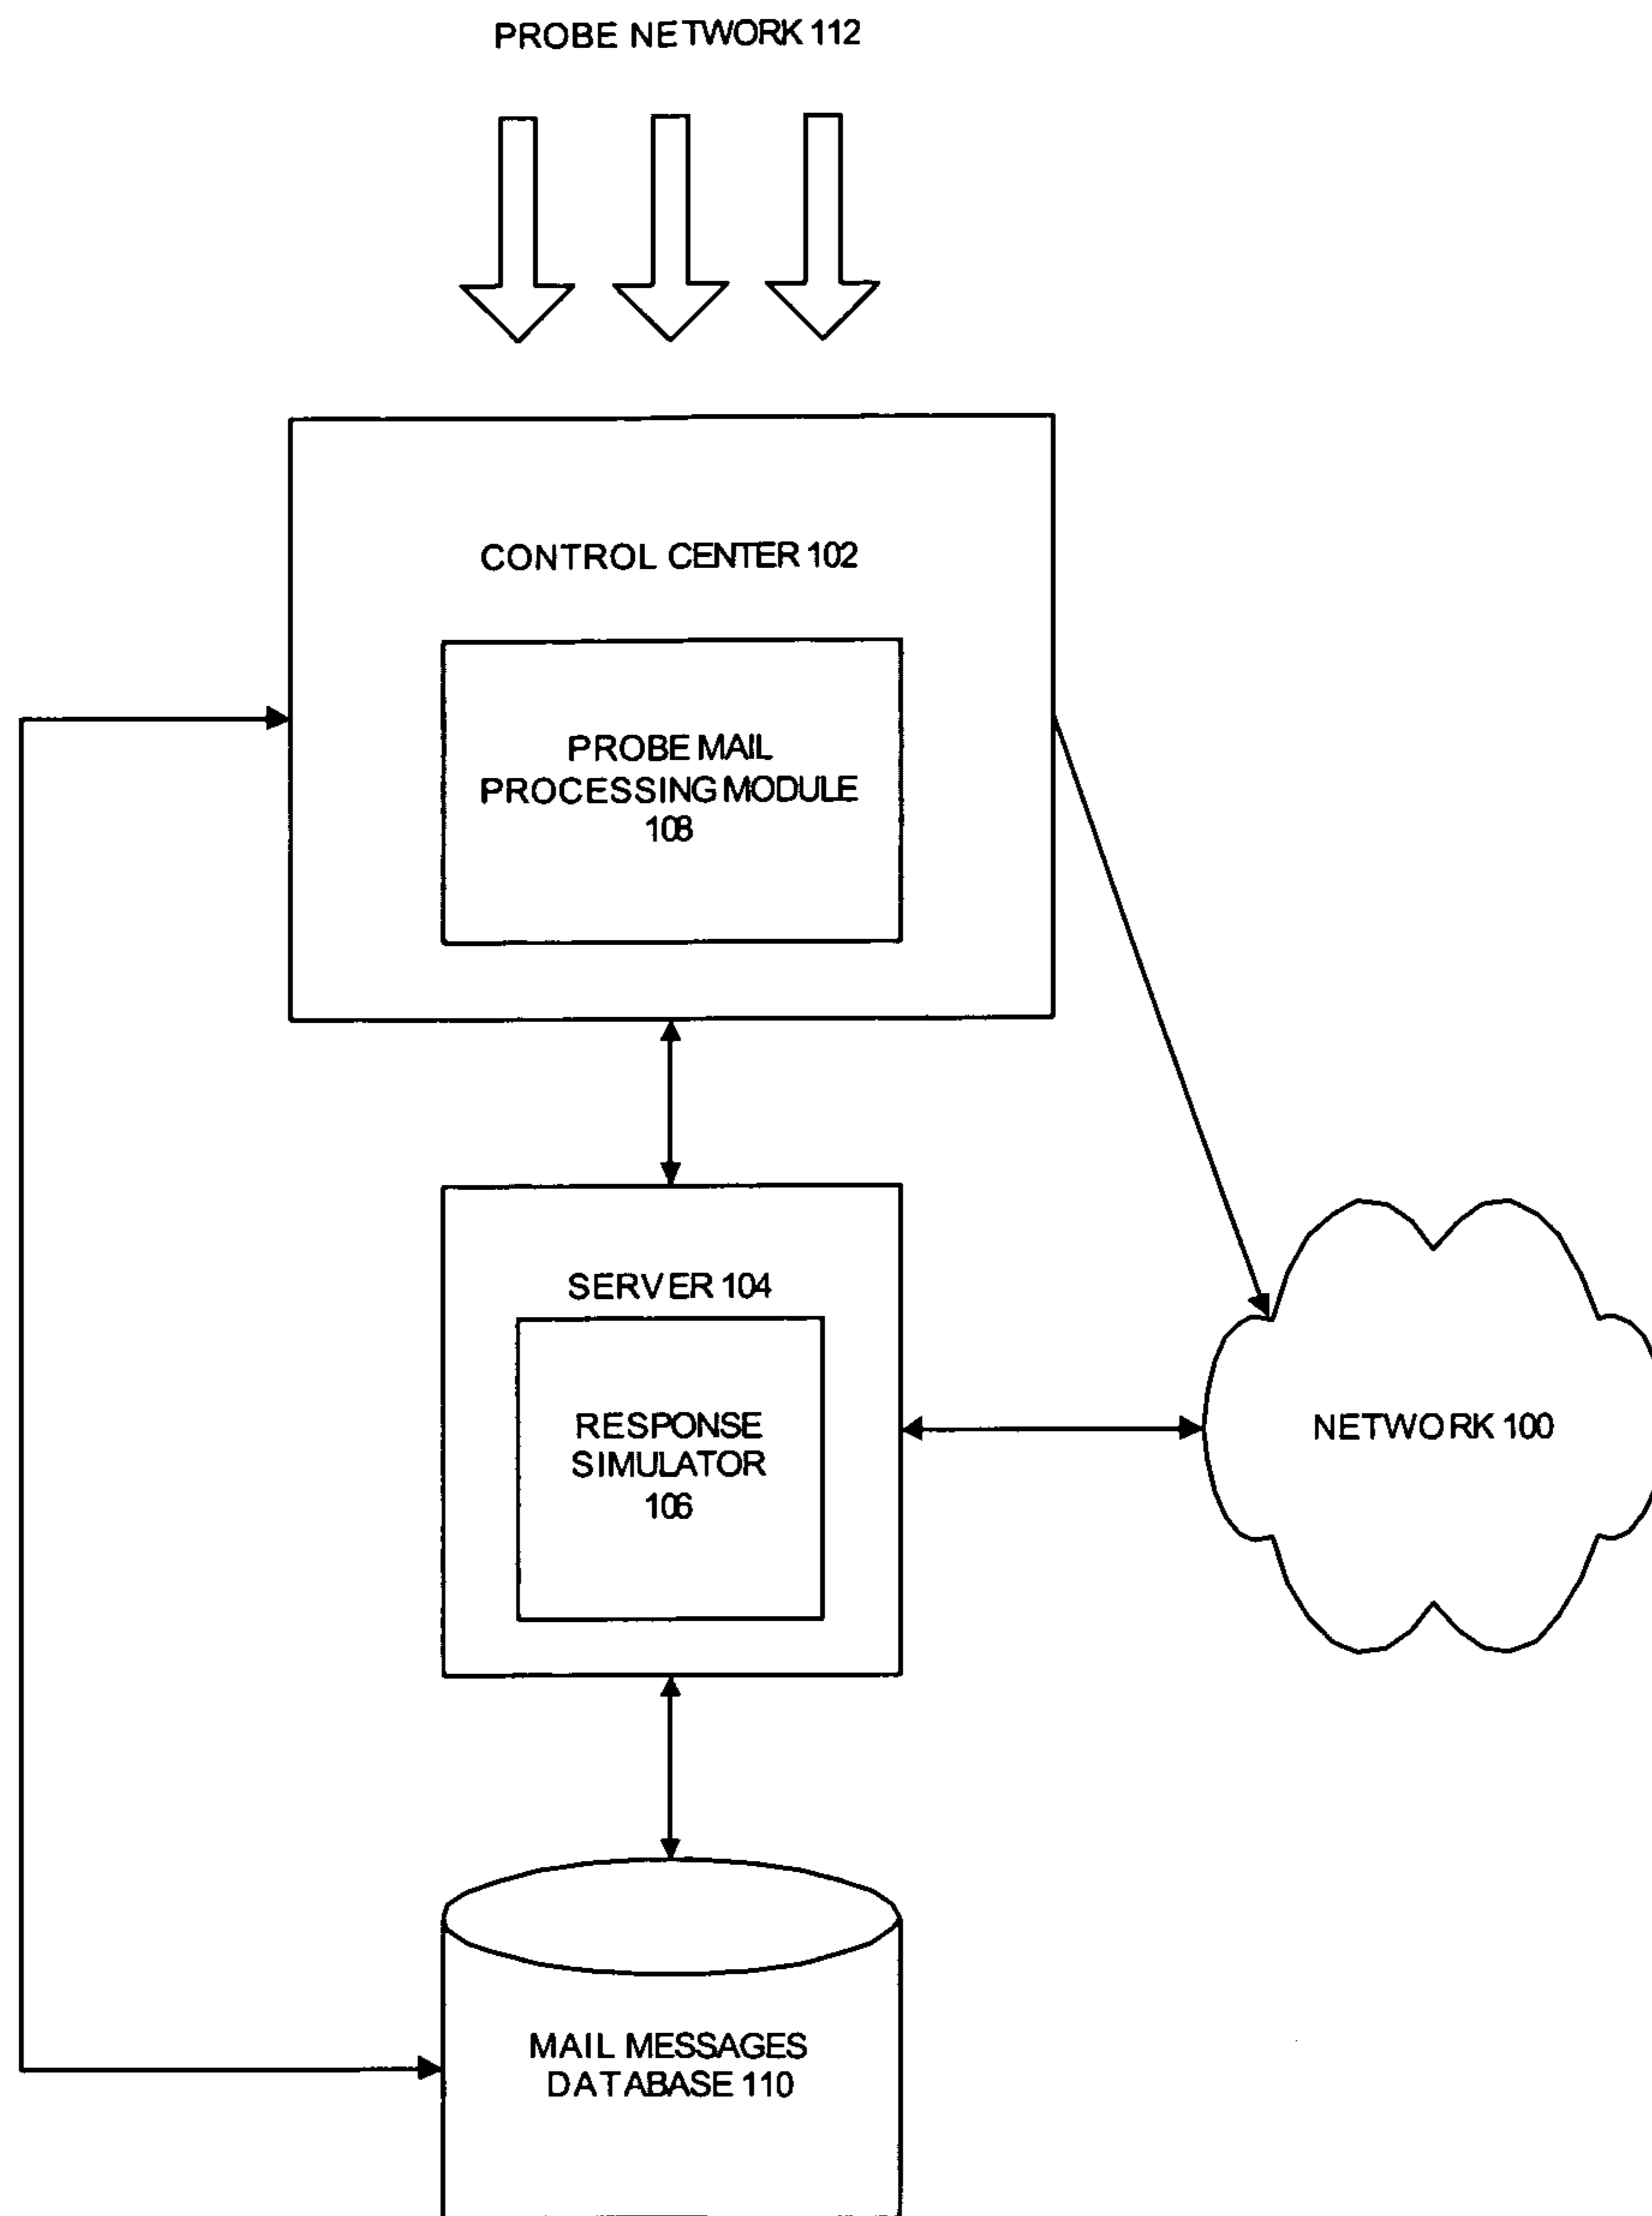 PROBE NETWORK 112
CONTROL CENTER 102
PROBE MAIL
PROCESSING MODULE
108
SERVER 104
RESPONSE
SIMULATOR
106
NETWORK 100
MAIL MESSAGES
DATABASE 110